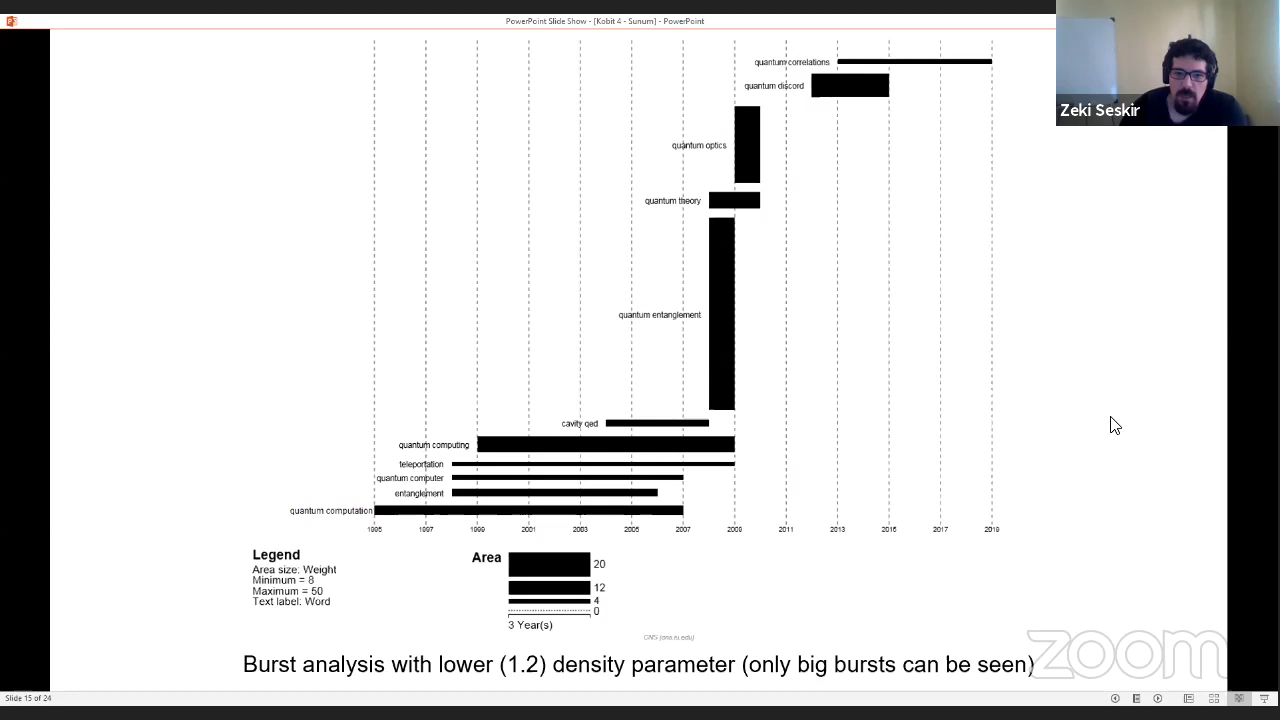 PowerPoint Slide Show - [Kobit 4 - Sunum] - PowerPoint
Zeki Seskir
quantum correlations
quantum discord
quantum optics
quantum theory
quantum entanglement
cavity qed
quantum computing
teleportation
quantum computer
entanglement
quantum computation
1995 1997 1999 2001 2003 2005 2007 2009 2011 2013 2015 2017 2019
Legend
Area size: Weight
Minimum = 8
Maximum = 50
Text label: Word
Area
20
12
4
0
3 Year(s)
CNS (cns.iu.edu)
Burst analysis with lower (1.2) density parameter (only big bursts can be seen)
zoom
Slide 15 of 24